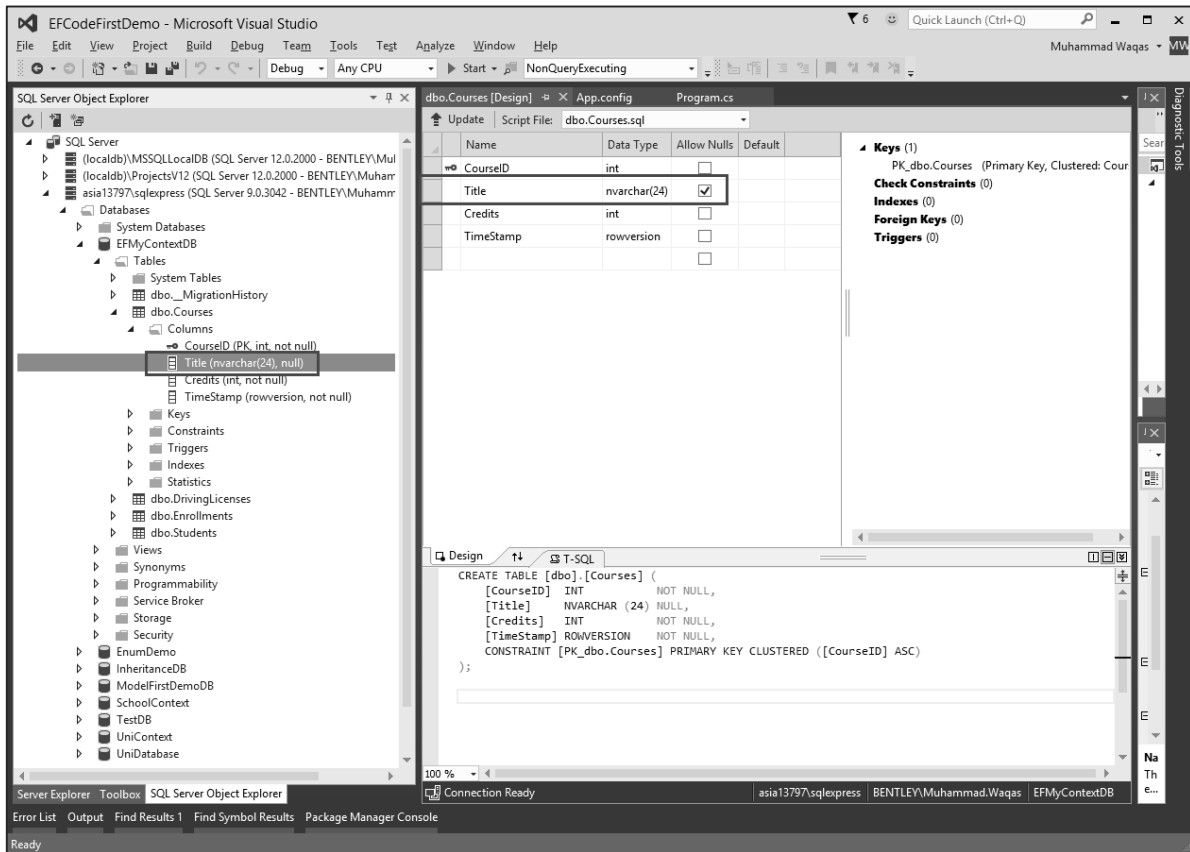 EFCodeFirstDemo - Microsoft Visual Studio
6
Quick Launch (Ctrl+Q)
File Edit View Project Build Debug Team Tools Test Analyze Window Help
Muhammad Waqas
MW
Debug
Any CPU
Start
NonQueryExecuting
SQL Server Object Explorer
SQL Server
(localdb)\MSSQLLocalDB (SQL Server 12.0.2000 - BENTLEY\Mul
(localdb)\ProjectsV12 (SQL Server 12.0.2000 - BENTLEY\Muham
asia13797\sqlexpress (SQL Server 9.0.3042 - BENTLEY\Muhamm
Databases
System Databases
EFMyContextDB
Tables
System Tables
dbo.__MigrationHistory
dbo.Courses
Columns
CourseID (PK, int, not null)
Title (nvarchar(24), null)
Credits (int, not null)
TimeStamp (rowversion, not null)
Keys
Constraints
Triggers
Indexes
Statistics
dbo.DrivingLicenses
dbo.Enrollments
dbo.Students
Views
Synonyms
Programmability
Service Broker
Storage
Security
EnumDemo
InheritanceDB
ModelFirstDemoDB
SchoolContext
TestDB
UniContext
UniDatabase
Server Explorer Toolbox SQL Server Object Explorer
dbo.Courses [Design] App.config Program.cs
Update Script File: dbo.Courses.sql
Name Data Type Allow Nulls Default
CourseID int
Title nvarchar(24)
Credits int
TimeStamp rowversion
Keys (1)
PK_dbo.Courses (Primary Key, Clustered: Cour
Check Constraints (0)
Indexes (0)
Foreign Keys (0)
Triggers (0)
Design T-SQL
CREATE TABLE [dbo].[Courses] (
[CourseID] INT NOT NULL,
[Title] NVARCHAR (24) NULL,
[Credits] INT NOT NULL,
[TimeStamp] ROWVERSION NOT NULL,
CONSTRAINT [PK_dbo.Courses] PRIMARY KEY CLUSTERED ([CourseID] ASC)
);
100 %
Connection Ready
asia13797\sqlexpress BENTLEY\Muhammad.Waqas EFMyContextDB
Sear
Diagnostic Tools
Na
Th
e...
Error List Output Find Results 1 Find Symbol Results Package Manager Console
Ready